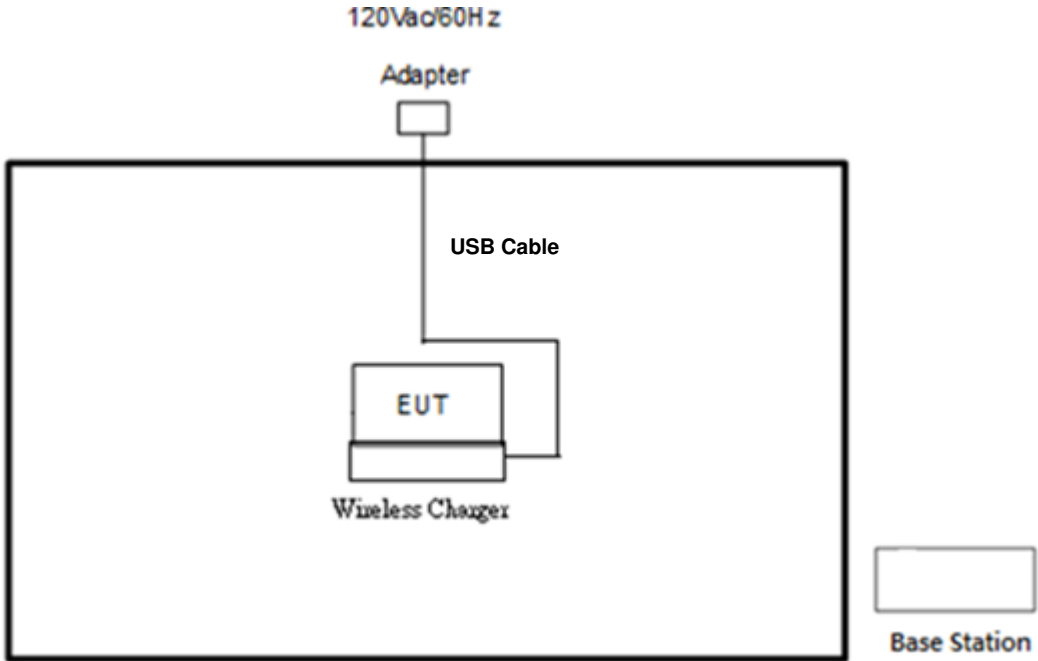 120Vac/60Hz
Adapter
USB Cable
EUT
Wireless Charger
Base Station